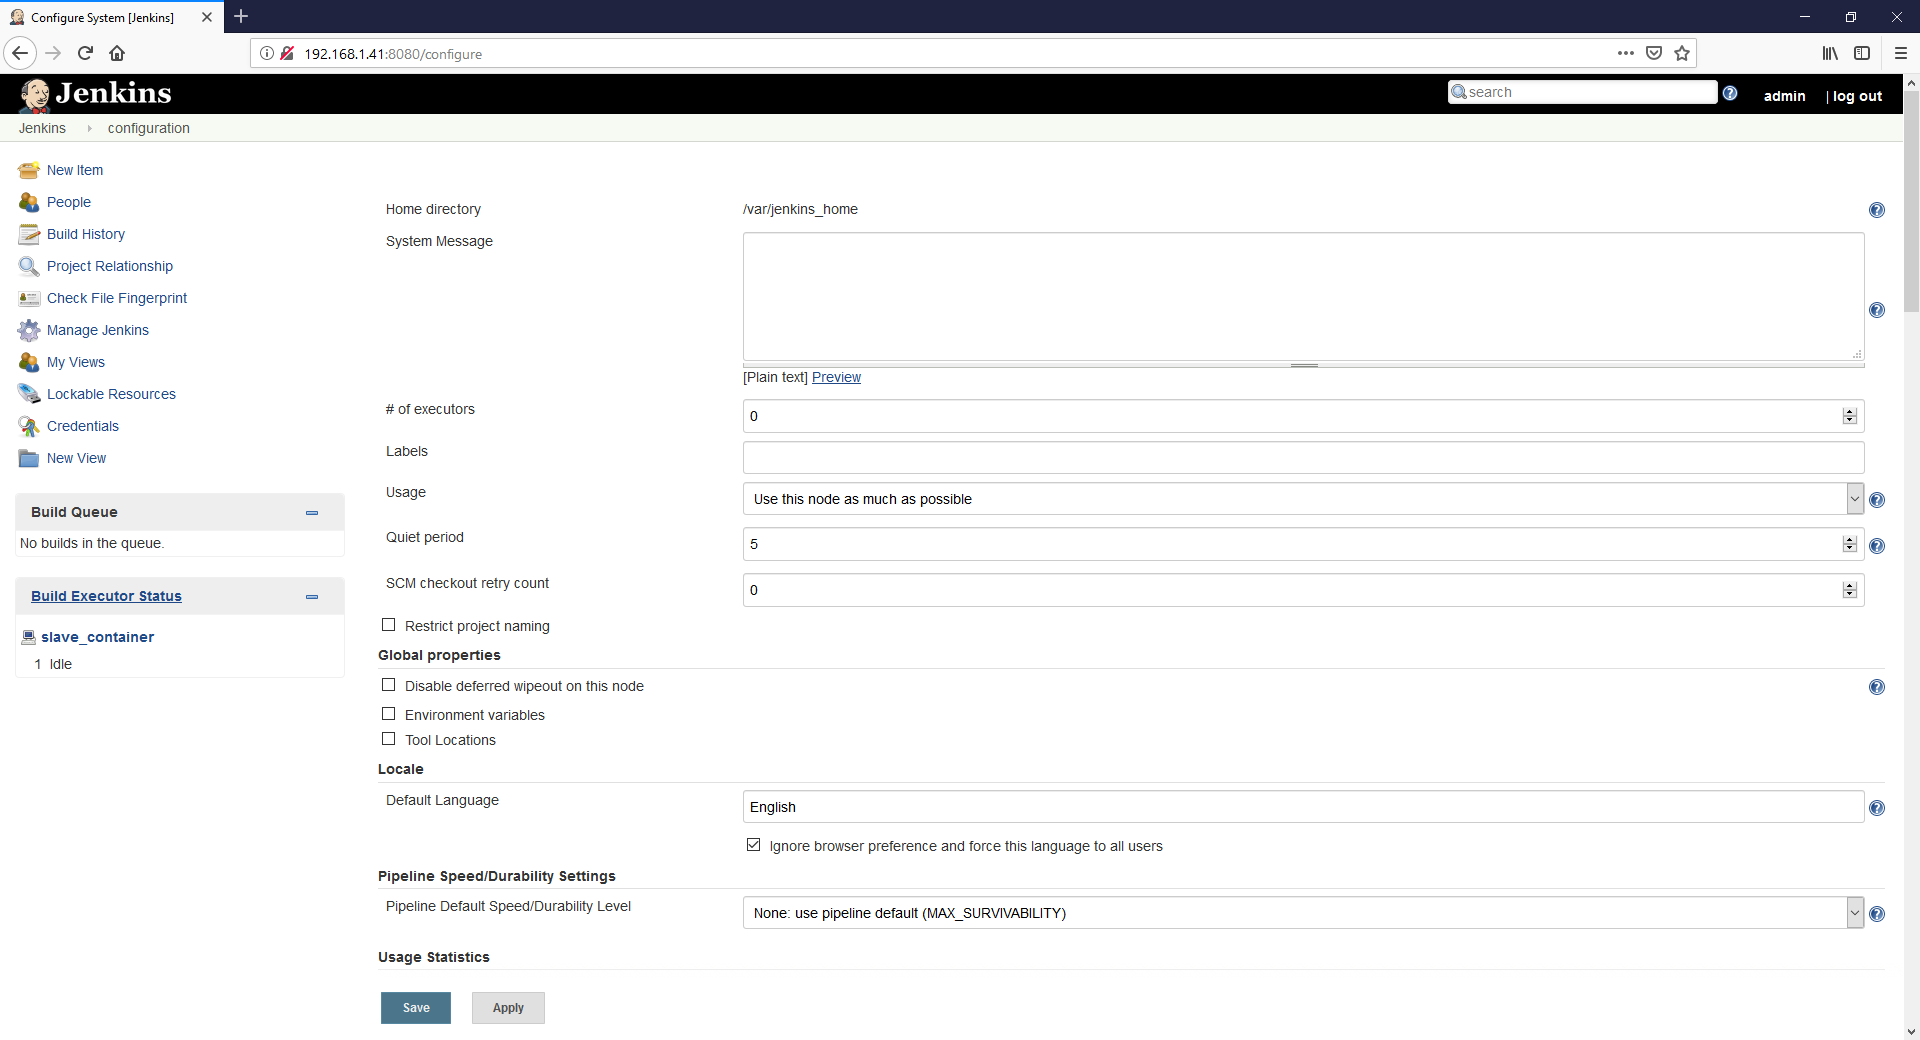 Configure System [Jenkins]
192.168.1.41:8080/configure
Jenkins
search
admin
| log out
Jenkins
configuration
New Item
People
Build History
Project Relationship
Check File Fingerprint
Manage Jenkins
My Views
Lockable Resources
Credentials
New View
Build Queue
No builds in the queue.
Build Executor Status
slave_container
1 Idle
Home directory
/var/jenkins_home
System Message
[Plain text] Preview
# of executors
0
Labels
Usage
Use this node as much as possible
Quiet period
5
SCM checkout retry count
0
Restrict project naming
Global properties
Disable deferred wipeout on this node
Environment variables
Tool Locations
Locale
Default Language
English
Ignore browser preference and force this language to all users
Pipeline Speed/Durability Settings
Pipeline Default Speed/Durability Level
None: use pipeline default (MAX_SURVIVABILITY)
Usage Statistics
Save
Apply